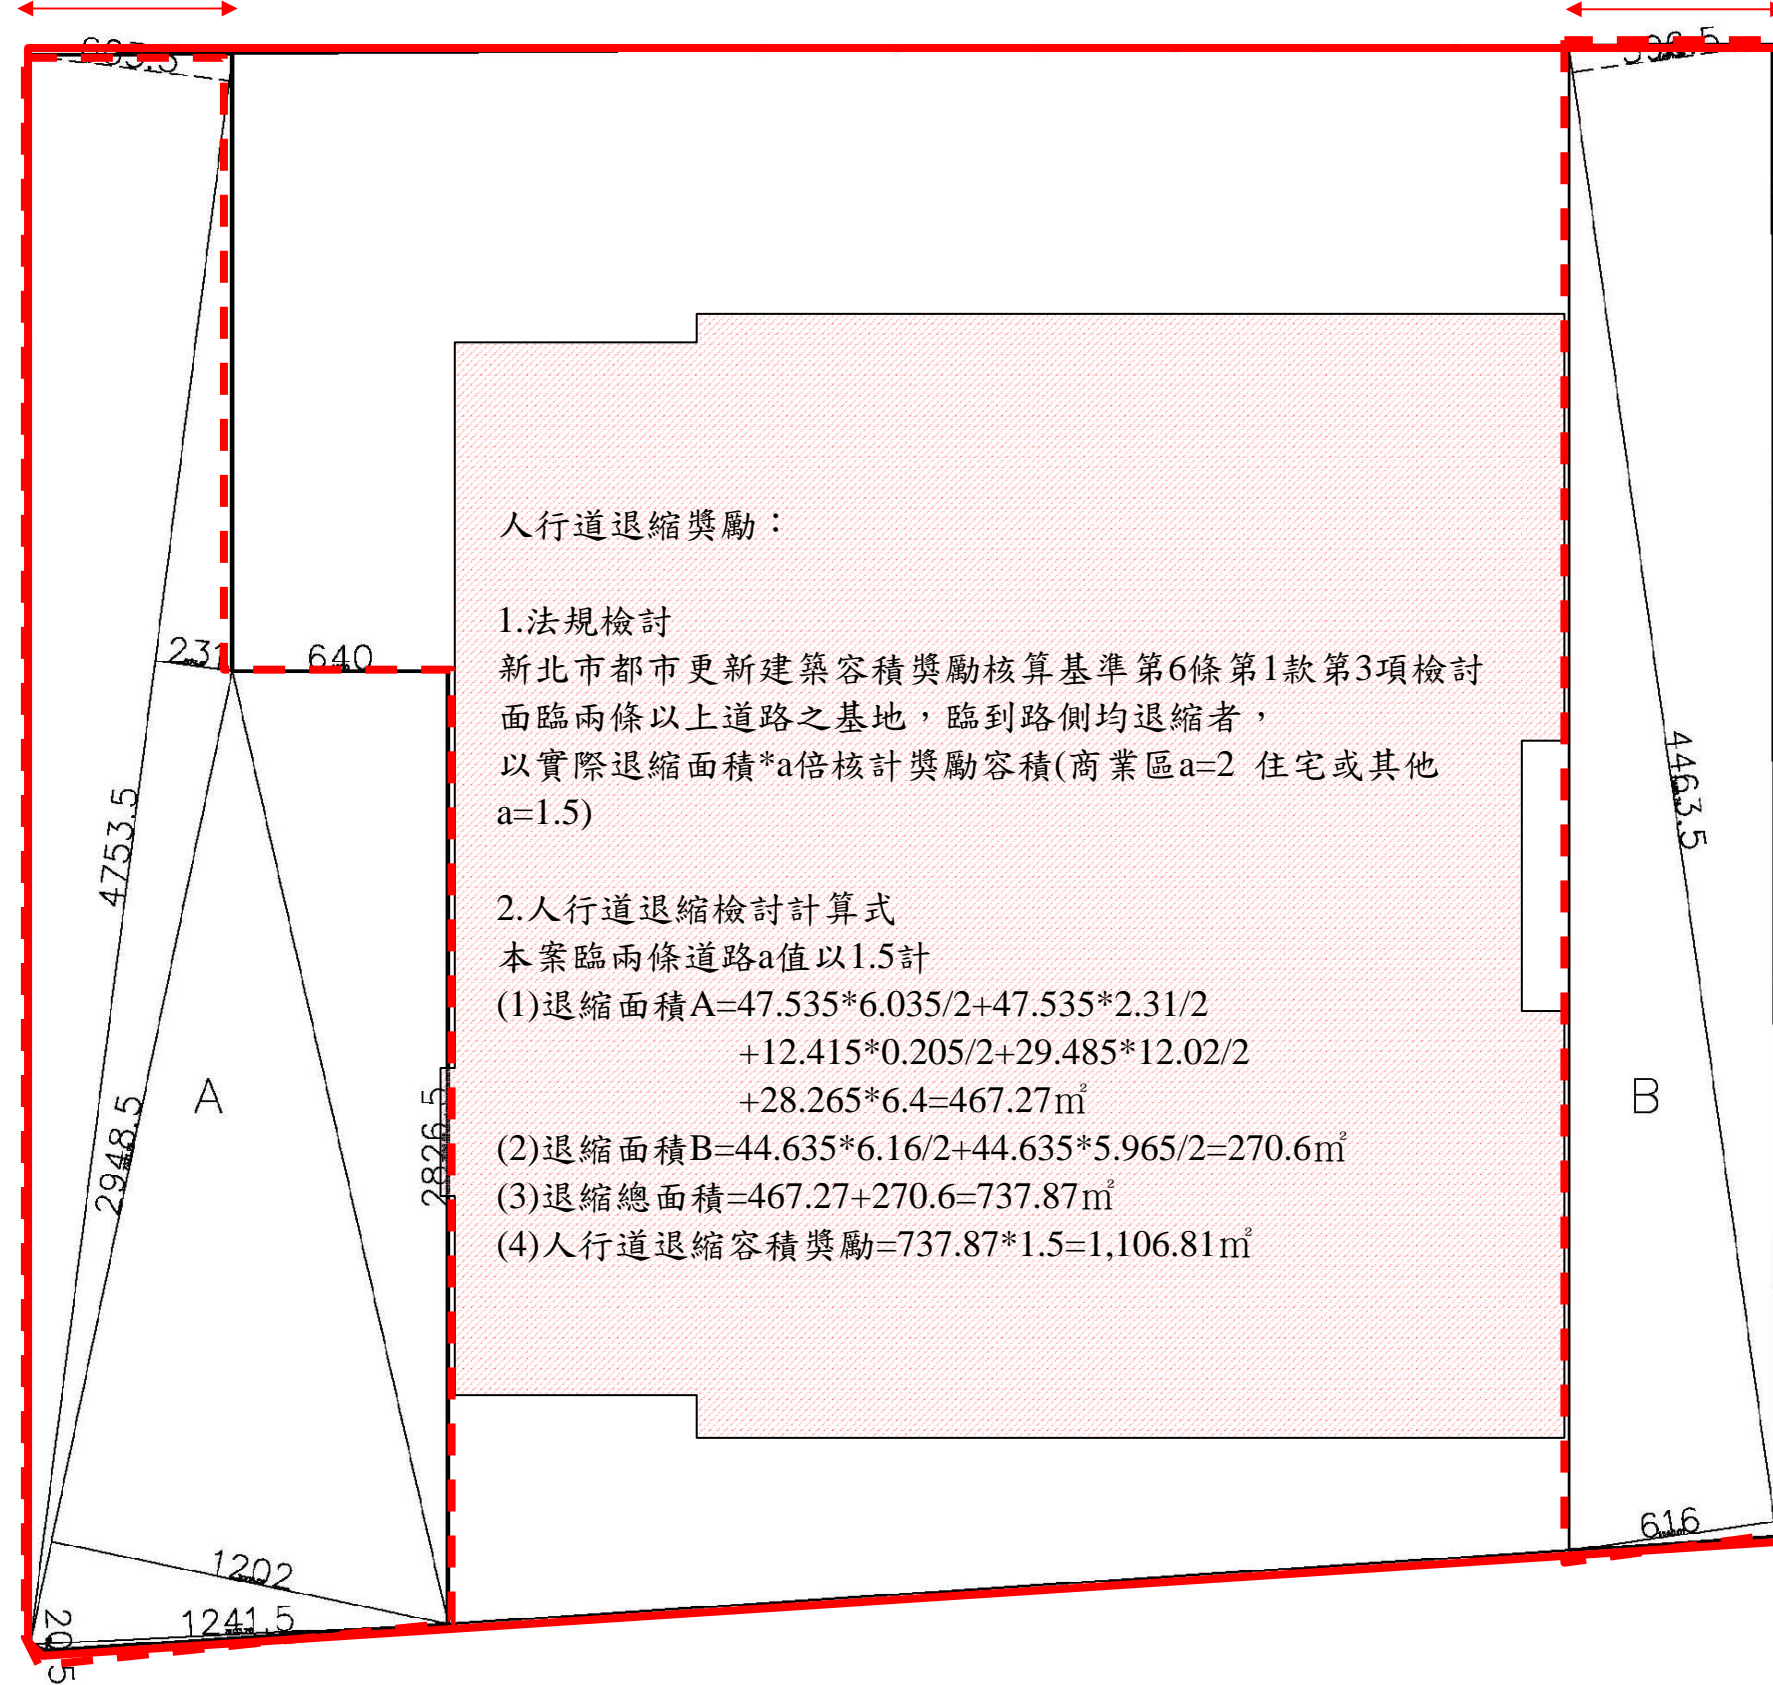 603.5
596.5
人行道退縮獎勵：
1.法規檢討
231
640
新北市都市更新建築容積獎勵核算基準第6條第1款第3項檢討
面臨兩條以上道路之基地，臨到路側均退縮者，
以實際退縮面積*a倍核計獎勵容積(商業區a=2 住宅或其他
a=1.5)
4463.5
4753.5
2.人行道退縮檢討計算式
本案臨兩條道路a值以1.5計
(1)退縮面積A=47.535*6.035/2+47.535*2.31/2
+12.415*0.205/2+29.485*12.02/2
+28.265*6.4=467.27㎡
A
B
2948.5
2826.5
(2)退縮面積B=44.635*6.16/2+44.635*5.965/2=270.6㎡
(3)退縮總面積=467.27+270.6=737.87㎡
(4)人行道退縮容積獎勵=737.87*1.5=1,106.81㎡
616
1202
1241.5
20.5